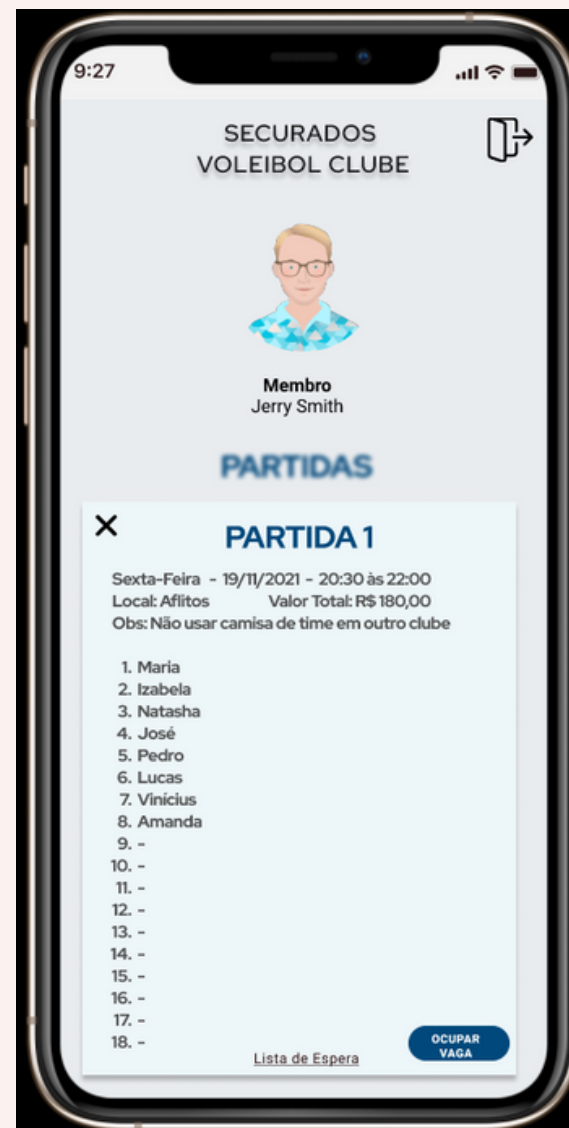 9:27
SECURADOS
VOLEIBOL CLUBE
Membro
Jerry Smith
PARTIDAS
PARTIDA 1
Sexta-Feira - 19/11/2021 - 20:30 às 22:00
Local: Aflitos Valor Total: R$ 180,00
Obs: Não usar camisa de time em outro clube
1. Maria
2. Izabela
3. Natasha
4. José
5. Pedro
6. Lucas
7. Vinícius
8. Amanda
9. -
10. -
11. -
12. -
13. -
14. -
15. -
16. -
17. -
18. -
Lista de Espera
OCUPAR
VAGA